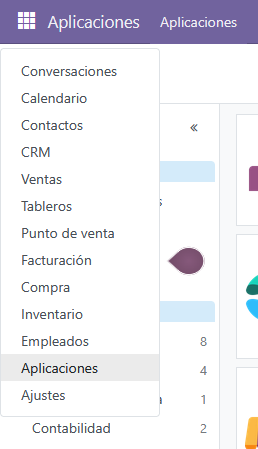 Aplicaciones Aplicaciones
Conversaciones
«
Calendario
Contactos
CRM
Ventas
Tableros
Punto de venta
Facturación
Compra
Inventario
Empleados 8
Aplicaciones 4
Ajustes 1
Contabilidad 2